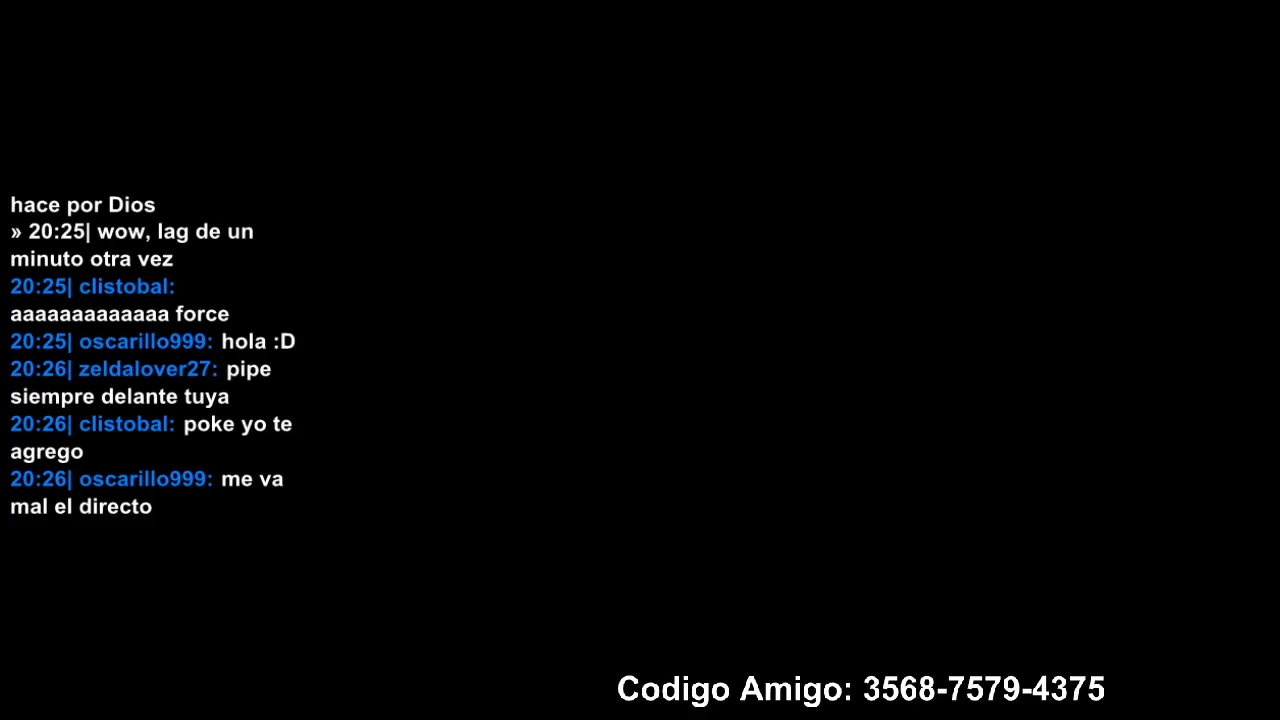 hace por Dios
» 20:25| wow, lag de un
minuto otra vez
20:25| clistobal:
aaaaaaaaaaaaa force
20:25| oscarillo999: hola :D
20:26| zeldalover27: pipe
siempre delante tuya
20:26| clistobal: poke yo te
agrego
20:26| oscarillo999: me va
mal el directo
Codigo Amigo: 3568-7579-4375